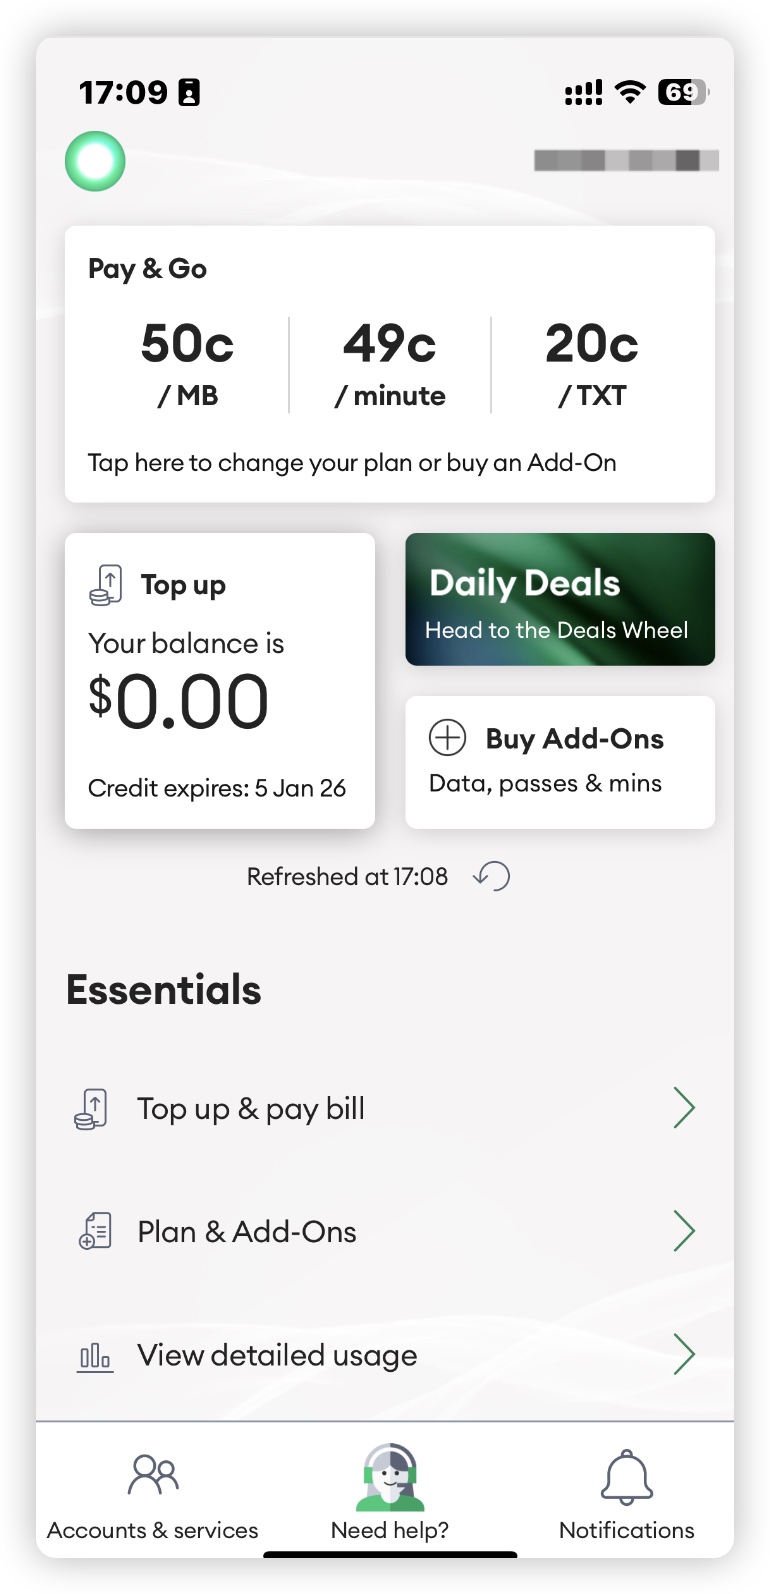 17:09
69
Pay & Go
50c
49c
20c
/ MB
/ minute
/ TXT
Tap here to change your plan or buy an Add-On
Top up
Your balance is
$0.00
Credit expires: 5 Jan 26
Daily Deals
Head to the Deals Wheel
Buy Add-Ons
Data, passes & mins
Refreshed at 17:08
Essentials
Top up & pay bill
Plan & Add-Ons
View detailed usage
Accounts & services
Need help?
Notifications